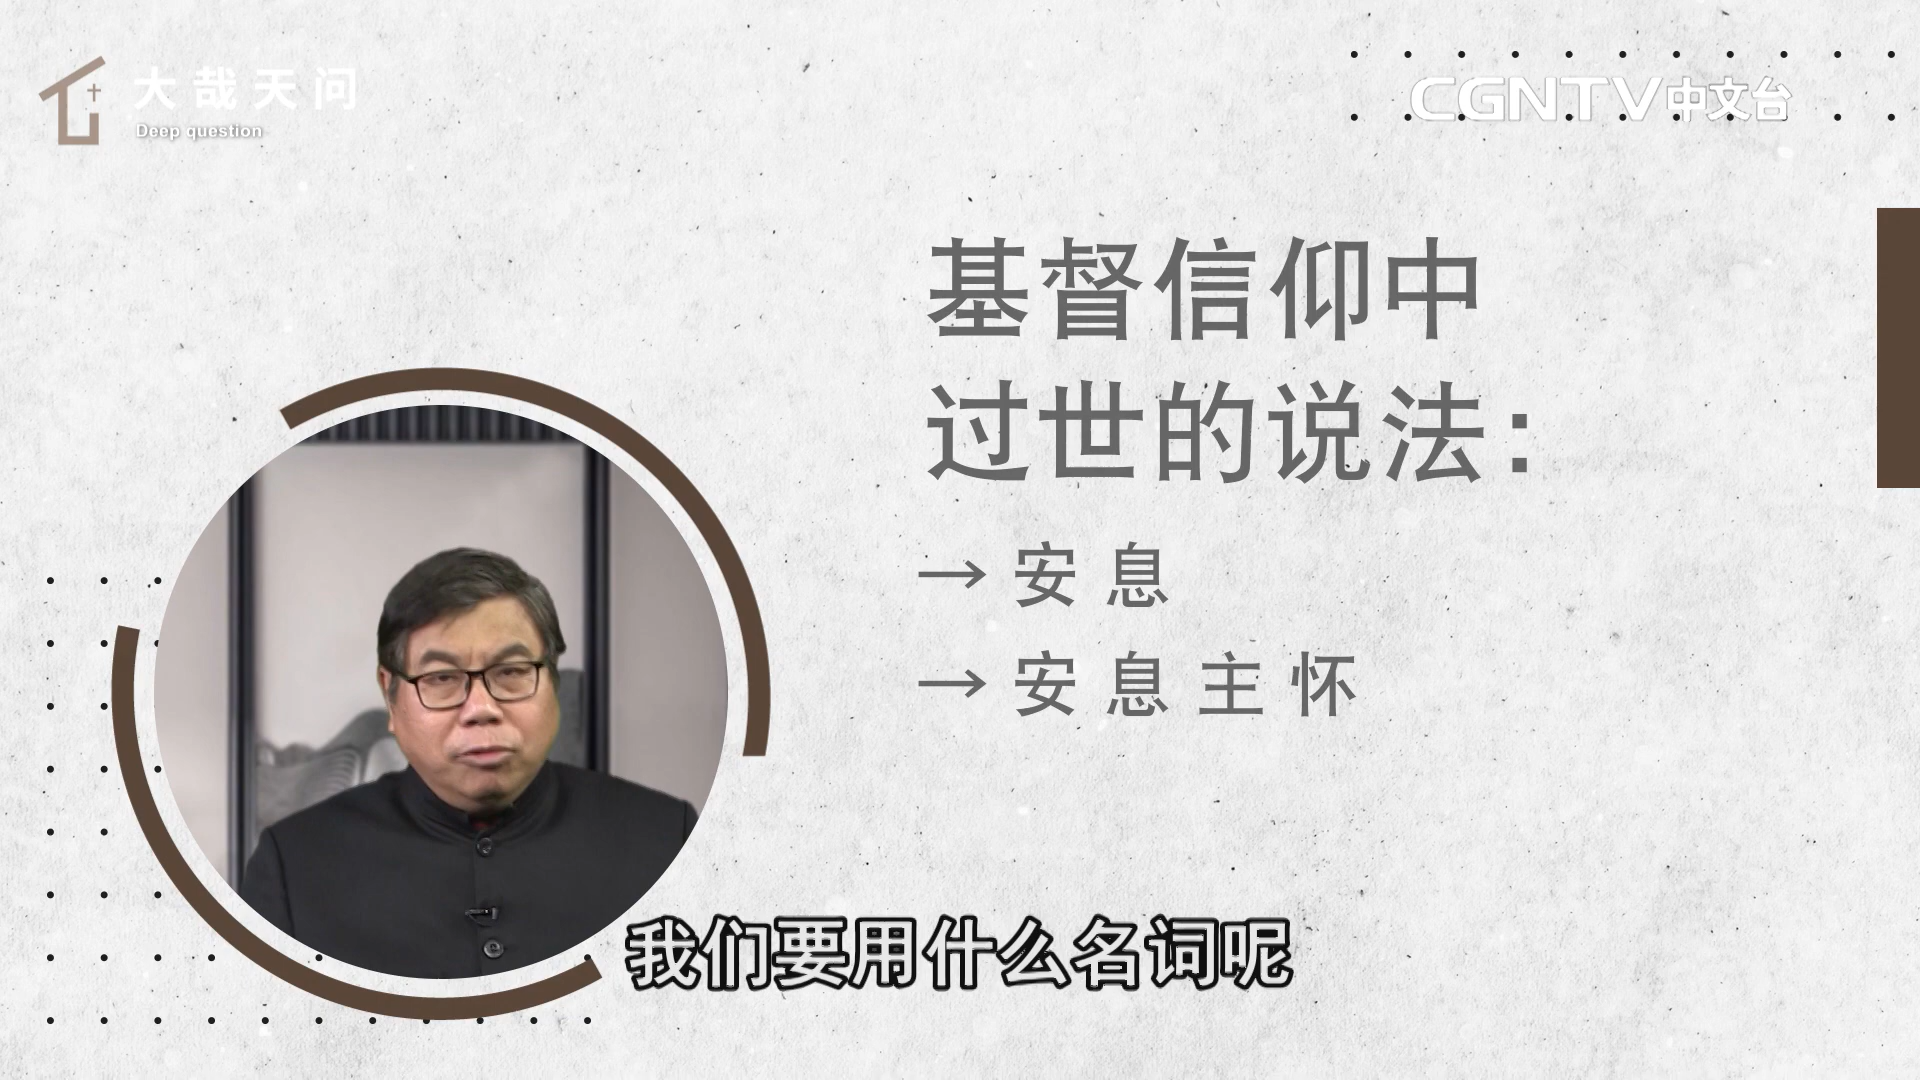 大哉天问
Deep question
CGNTV中文台
基督信仰中
过世的说法：
→安息
→安息主怀
我们要用什么名词呢